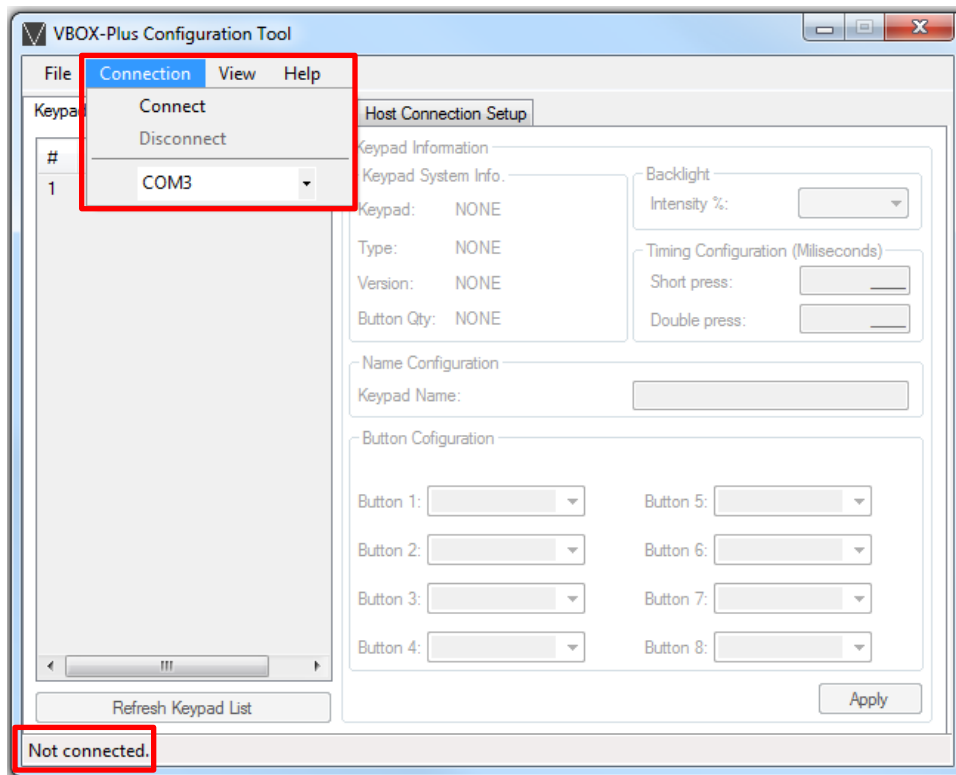 VBOX-Plus Configuration Tool
File Connection View Help
Connect
Disconnect
COM3
Host Connection Setup
#
1
Keypad Information
Keypad System Info.
Keypad: NONE
Type: NONE
Version: NONE
Button Qty: NONE
Backlight
Intensity %:
Timing Configuration (Miliseconds)
Short press:
Double press:
Name Configuration
Keypad Name:
Button Cofiguration
Button 1:
Button 5:
Button 2:
Button 6:
Button 3:
Button 7:
Button 4:
Button 8:
Refresh Keypad List
Apply
Not connected.